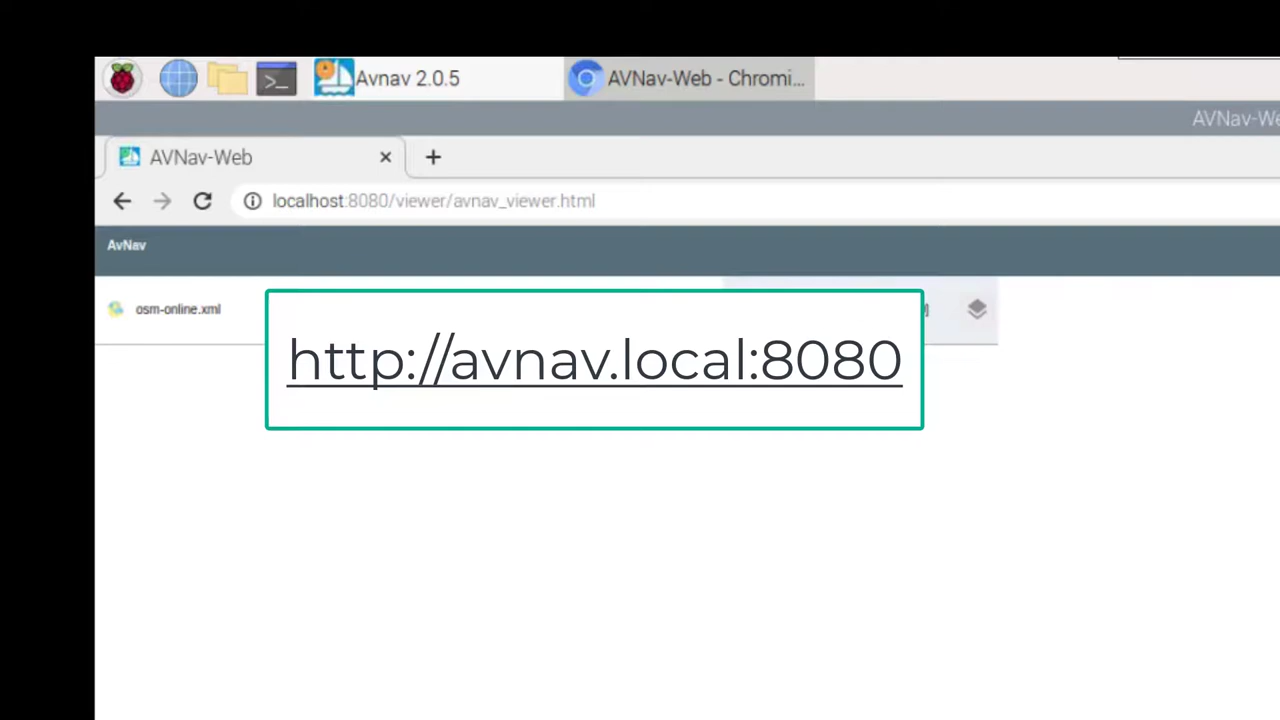 Avnav 2.0.5
AVNav-Web - Chromi...
AVNav-We
AVNav-Web
localhost:8080/viewer/avnav_viewer.html
AvNav
osm-online.xml
http://avnav.local:8080